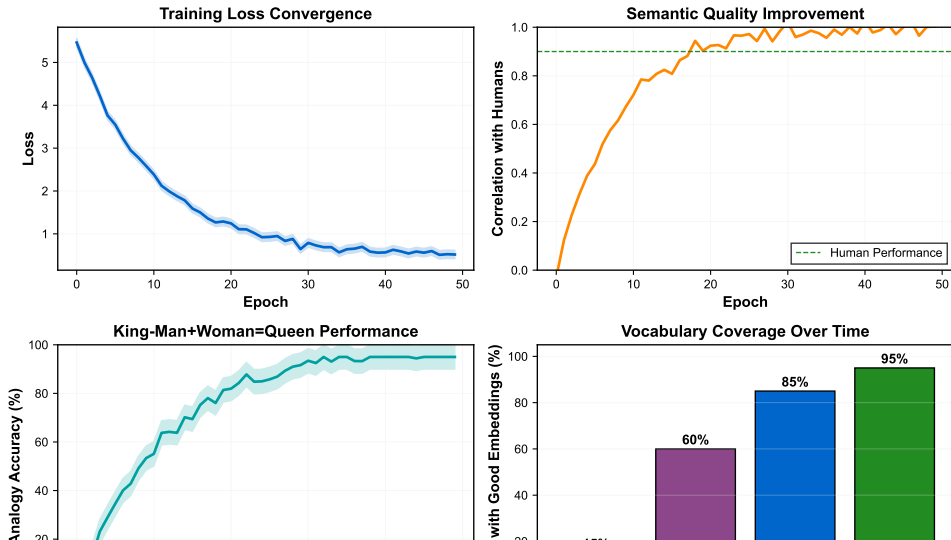 Training Loss Convergence
5
4
3
2
1
Loss
0 10 20 30 40 50
Epoch
Semantic Quality Improvement
1.0
0.8
0.6
0.4
0.2
0.0
Correlation with Humans
Human Performance
0 10 20 30 40 50
Epoch
King-Man+Woman=Queen Performance
100
80
60
40
20
Analogy Accuracy (%)
Vocabulary Coverage Over Time
100
80
60
40
20
with Good Embeddings (%)
60%
85%
95%